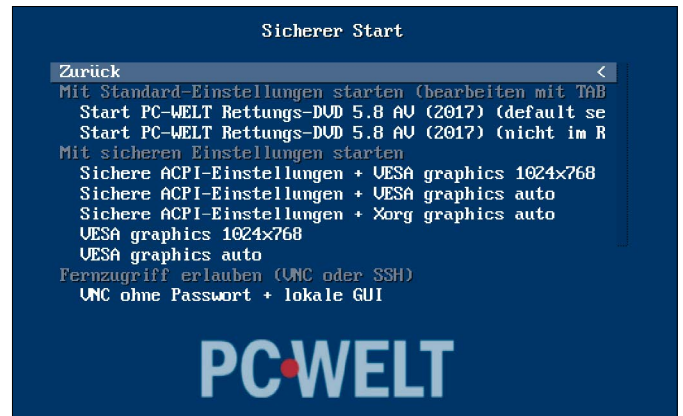 Sicherer Start
Zurück <
Mit Standard-Einstellungen starten (bearbeiten mit TAB
Start PC-WELT Rettungs-DVD 5.8 AV (2017) (default se
Start PC-WELT Rettungs-DVD 5.8 AV (2017) (nicht im R
Mit sicheren Einstellungen starten
Sichere ACPI-Einstellungen + VESA graphics 1024x768
Sichere ACPI-Einstellungen + VESA graphics auto
Sichere ACPI-Einstellungen + Xorg graphics auto
VESA graphics 1024x768
VESA graphics auto
Fernzugriff erlauben (VNC oder SSH)
VNC ohne Passwort + lokale GUI
PC•WELT